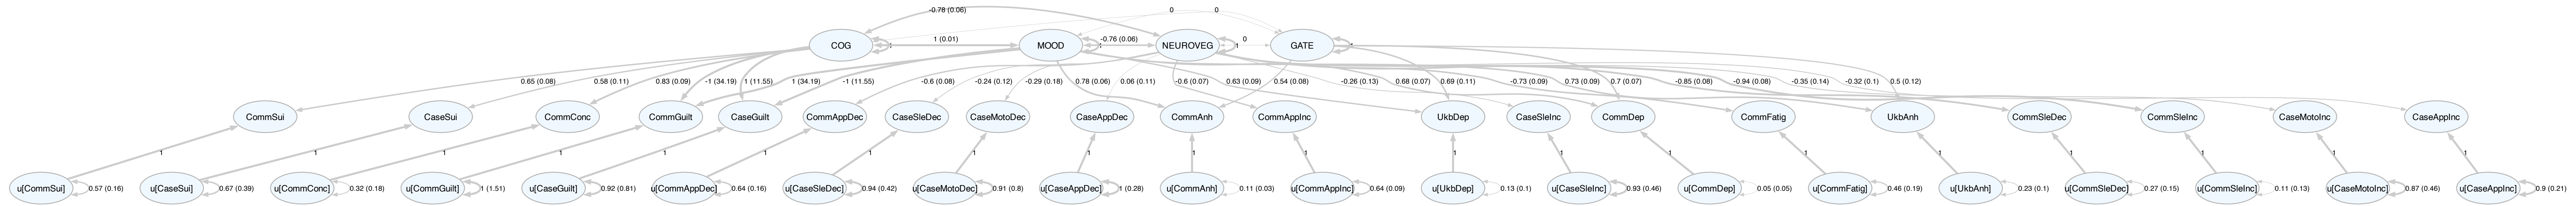 -0.78 (0.06) 0 0
COG 1 1 (0.01) MOOD 1 -0.76 (0.06) NEUROVEG 1 0 GATE 1
0.65 (0.08) 0.58 (0.11) 0.83 (0.09) -1 (34.19) 1 (11.55) 1 (34.19) -1 (11.55) -0.6 (0.08) -0.24 (0.12) -0.29 (0.18) 0.78 (0.06) 0.06 (0.11) -0.6 (0.07) 0.63 (0.09) 0.54 (0.08) -0.26 (0.13) 0.68 (0.07) 0.69 (0.11) -0.73 (0.09) 0.73 (0.09) 0.7 (0.07) -0.85 (0.08) -0.94 (0.08) -0.35 (0.14) -0.32 (0.1) 0.5 (0.12)
CommSui CaseSui CommConc CommGuilt CaseGuilt CommAppDec CaseSleDec CaseMotoDec CaseAppDec CommAnh CommAppInc UkbDep CaseSleInc CommDep CommFatig UkbAnh CommSleDec CommSleInc CaseMotoInc CaseAppInc
1 1 1 1 1 1 1 1 1 1 1 1 1 1 1 1 1 1 1 1
u[CommSui] 0.57 (0.16) u[CaseSui] 0.67 (0.39) u[CommConc] 0.32 (0.18) u[CommGuilt] 1 (1.51) u[CaseGuilt] 0.92 (0.81) u[CommAppDec] 0.64 (0.16) u[CaseSleDec] 0.94 (0.42) u[CaseMotoDec] 0.91 (0.8) u[CaseAppDec] 1 (0.28) u[CommAnh] 0.11 (0.03) u[CommAppInc] 0.64 (0.09) u[UkbDep] 0.13 (0.1) u[CaseSleInc] 0.93 (0.46) u[CommDep] 0.05 (0.05) u[CommFatig] 0.46 (0.19) u[UkbAnh] 0.23 (0.1) u[CommSleDec] 0.27 (0.15) u[CommSleInc] 0.11 (0.13) u[CaseMotoInc] 0.87 (0.46) u[CaseAppInc] 0.9 (0.21)